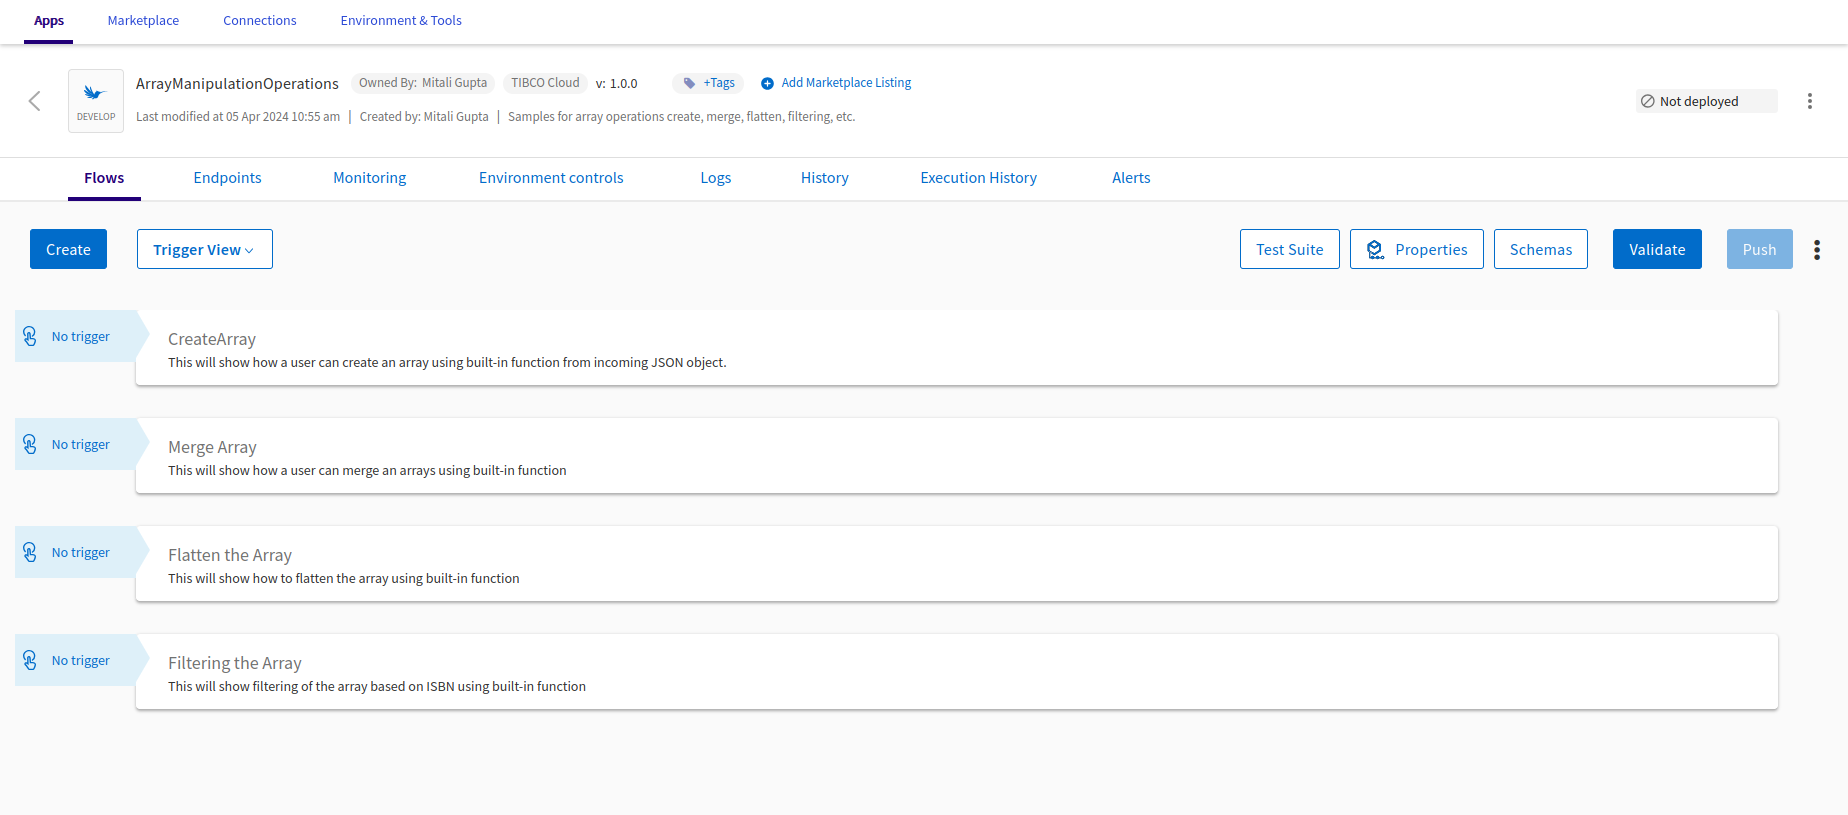 Apps Marketplace Connections Environment & Tools
ArrayManipulationOperations Owned By: Mitali Gupta TIBCO Cloud v: 1.0.0 +Tags Add Marketplace Listing
DEVELOP
Last modified at 05 Apr 2024 10:55 am | Created by: Mitali Gupta | Samples for array operations create, merge, flatten, filtering, etc.
Not deployed
Flows Endpoints Monitoring Environment controls Logs History Execution History Alerts
Create Trigger View Test Suite Properties Schemas Validate Push
No trigger
CreateArray
This will show how a user can create an array using built-in function from incoming JSON object.
No trigger
Merge Array
This will show how a user can merge an arrays using built-in function
No trigger
Flatten the Array
This will show how to flatten the array using built-in function
No trigger
Filtering the Array
This will show filtering of the array based on ISBN using built-in function